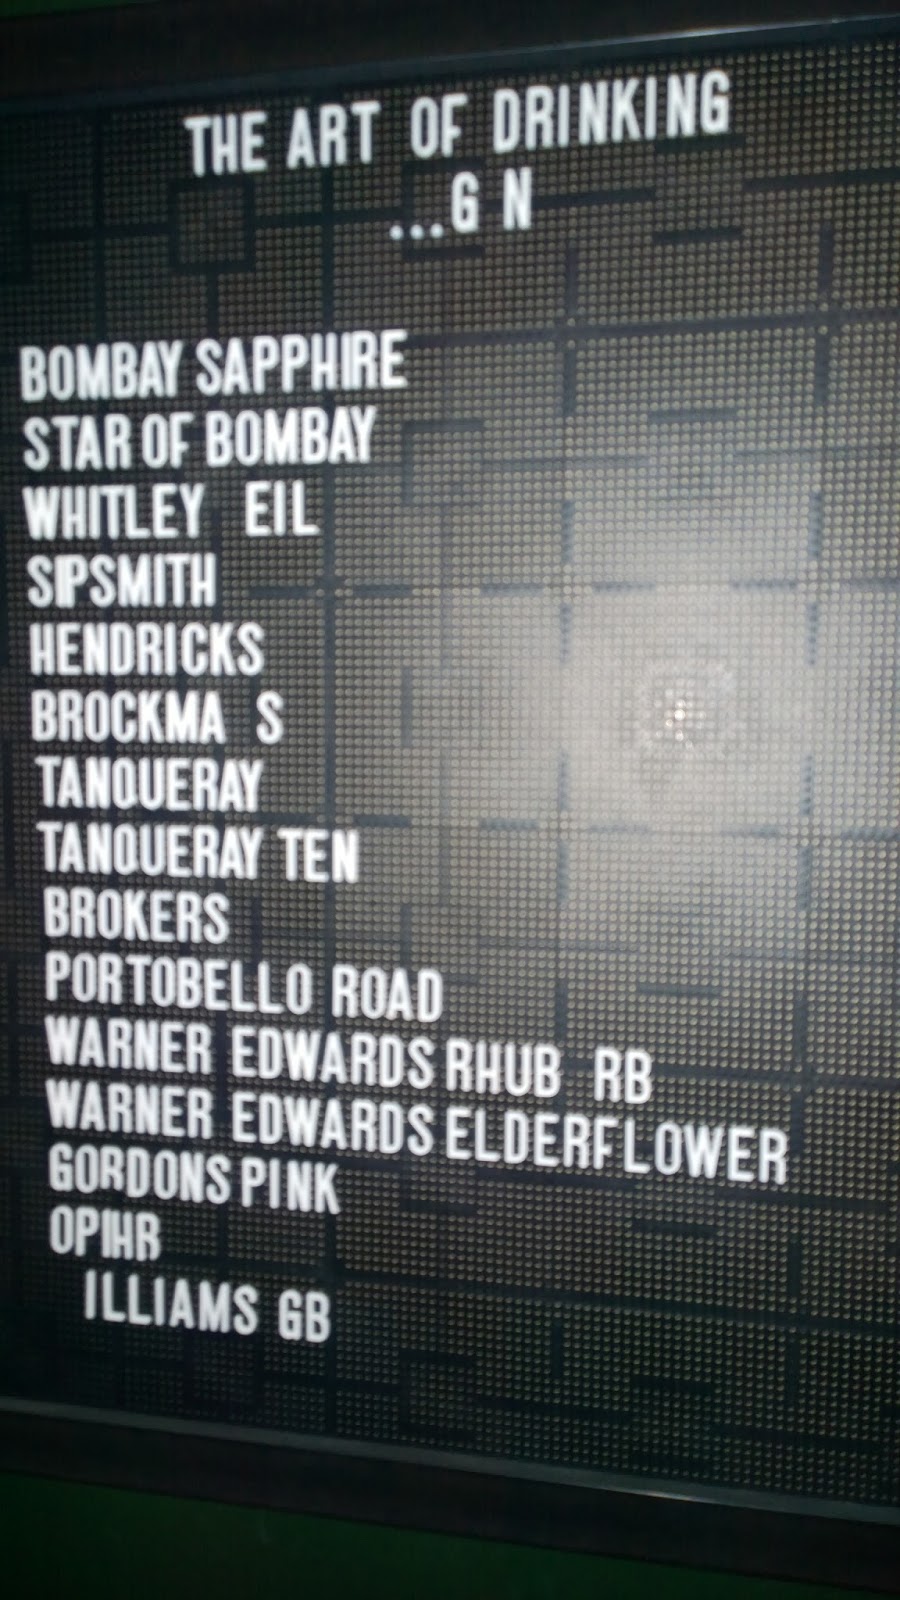 THE ART OF DRINKING
...G N
BOMBAY SAPPHIRE
STAR OF BOMBAY
WHITLEY EIL
SIPSMITH
HENDRICKS
BROCKMA S
TANQUERAY
TANQUERAY TEN
BROKERS
PORTOBELLO ROAD
WARNER EDWARDS RHUB RB
WARNER EDWARDS ELDERFLOWER
GORDONS PINK
OPIHR
ILLIAMS GB